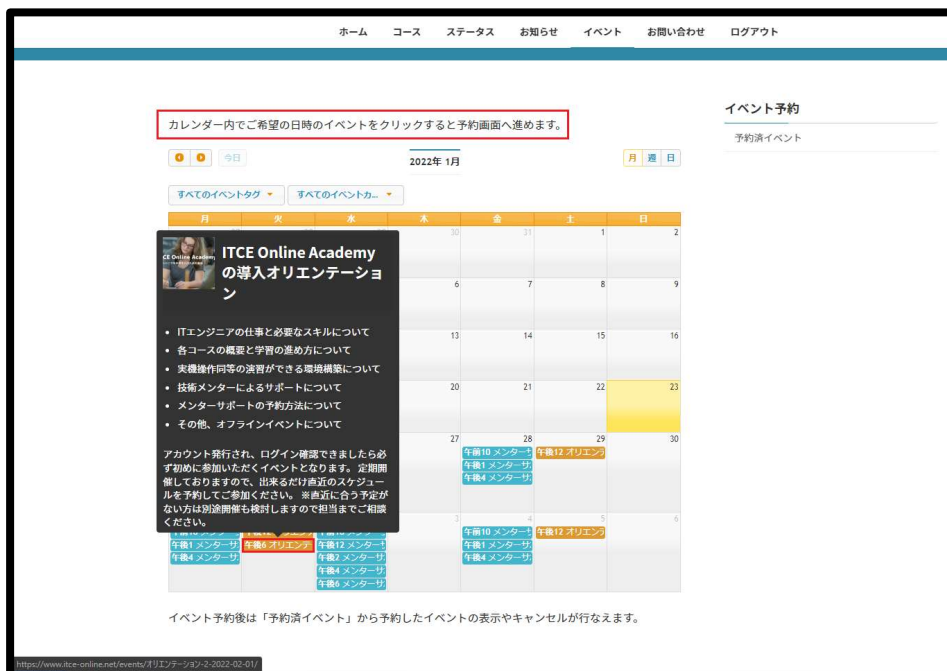 ホーム コース ステータス お知らせ イベント お問い合わせ ログアウト
カレンダー内でご希望の日時のイベントをクリックすると予約画面へ進めます。
イベント予約
予約済イベント
今日
2022年 1月
月 週 日
すべてのイベントタグ すべてのイベントカ...
月 火 水 木 金 土 日
30 31 1 2
ITCE Online Academy
の導入オリエンテーショ
ン
6 7 8 9
• ITエンジニアの仕事と必要なスキルについて
• 各コースの概要と学習の進め方について
• 実機操作同等の演習ができる環境構築について
• 技術メンターによるサポートについて
• メンターサポートの予約方法について
• その他、オフラインイベントについて
13 14 15 16
20 21 22 23
アカウント発行され、ログイン確認できましたら必
ず初めに参加いただくイベントとなります。 定期開
催しておりますので、出来るだけ直近のスケジュー
ルを予約してご参加ください。 ※直近に合う予定が
ない方は別途開催も検討しますので担当までご相談
ください。
27 28 29 30
午前10 メンターサ 午後12 オリエンテ
午後1 メンターサ
午後4 メンターサ
3 4 5 6
午後1 メンターサ 午後6 オリエンテ 午後12 メンターサ
午後4 メンターサ 午後2 メンターサ
午後4 メンターサ
午後6 メンターサ
午前10 メンターサ 午後12 オリエンテ
午後1 メンターサ
午後4 メンターサ
イベント予約後は「予約済イベント」から予約したイベントの表示やキャンセルが行なえます。
https://www.itce-online.net/events/オリエンテーション-2-2022-02-01/